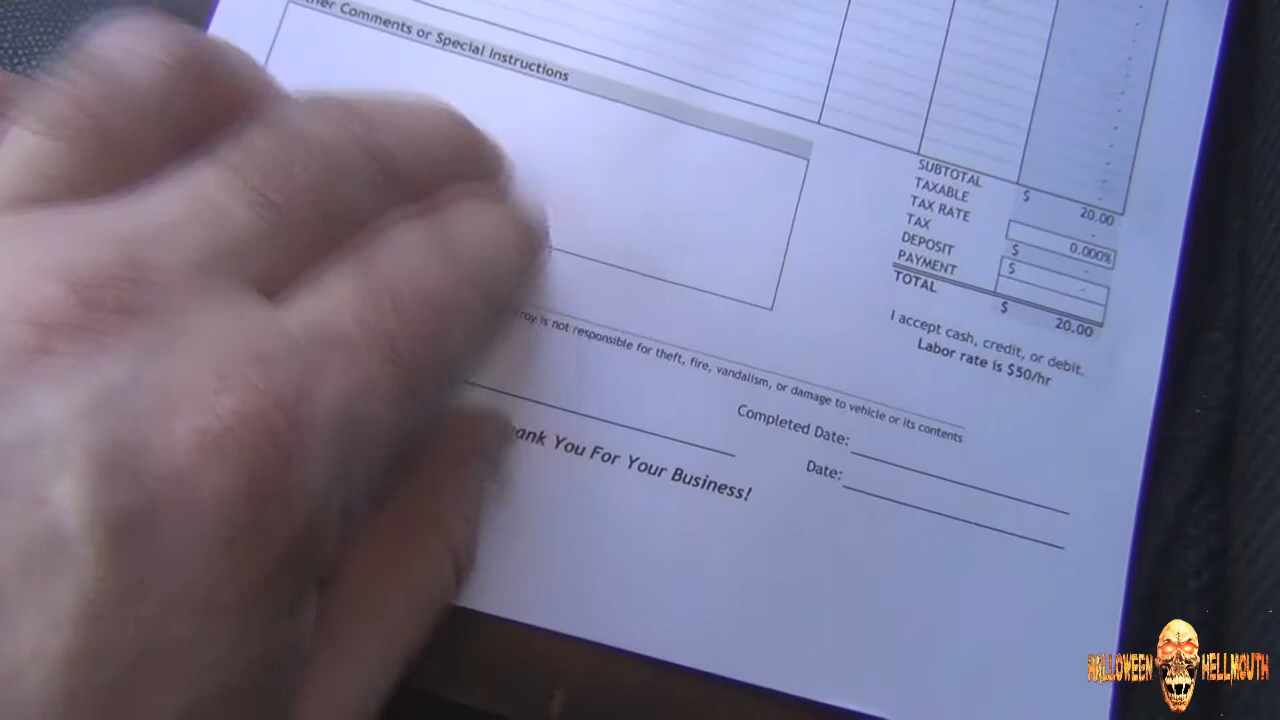 her Comments or Special Instructions
SUBTOTAL $ 20.00
TAXABLE -
TAX RATE 0.000%
TAX $ -
DEPOSIT $ -
PAYMENT
TOTAL $ 20.00
I accept cash, credit, or debit.
Labor rate is $50/hr
roy is not responsible for theft, fire, vandalism, or damage to vehicle or its contents
Completed Date:
Date:
ank You For Your Business!
HALLOWEEN HELLMOUTH